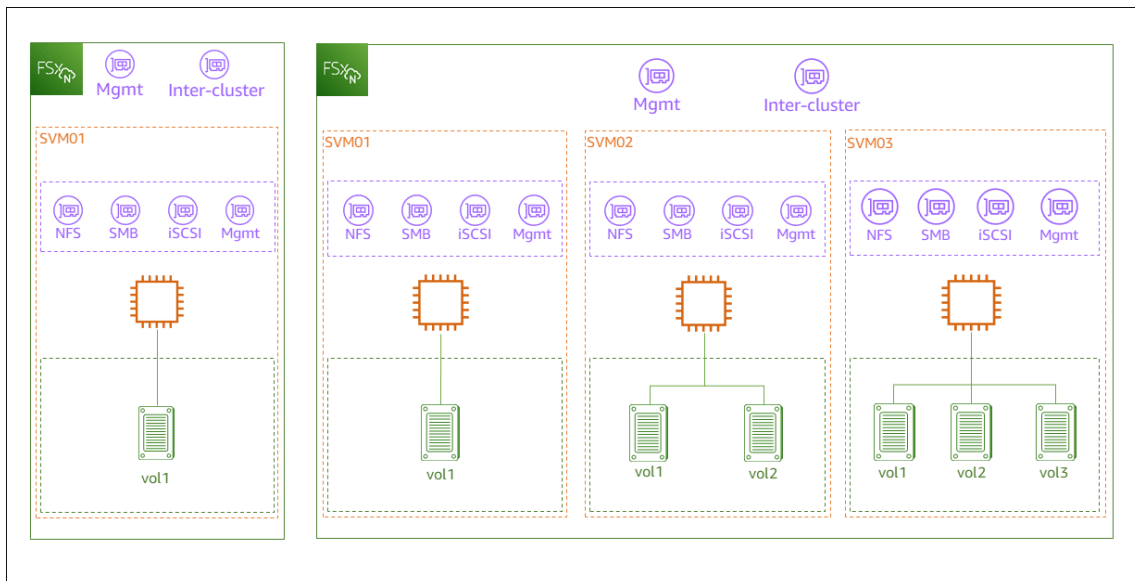 FSx N
Mgmt
Inter-cluster
SVM01
NFS SMB iSCSI Mgmt
vol1
FSx N
Mgmt
Inter-cluster
SVM01
NFS SMB iSCSI Mgmt
vol1
SVM02
NFS SMB iSCSI Mgmt
vol1 vol2
SVM03
NFS SMB iSCSI Mgmt
vol1 vol2 vol3